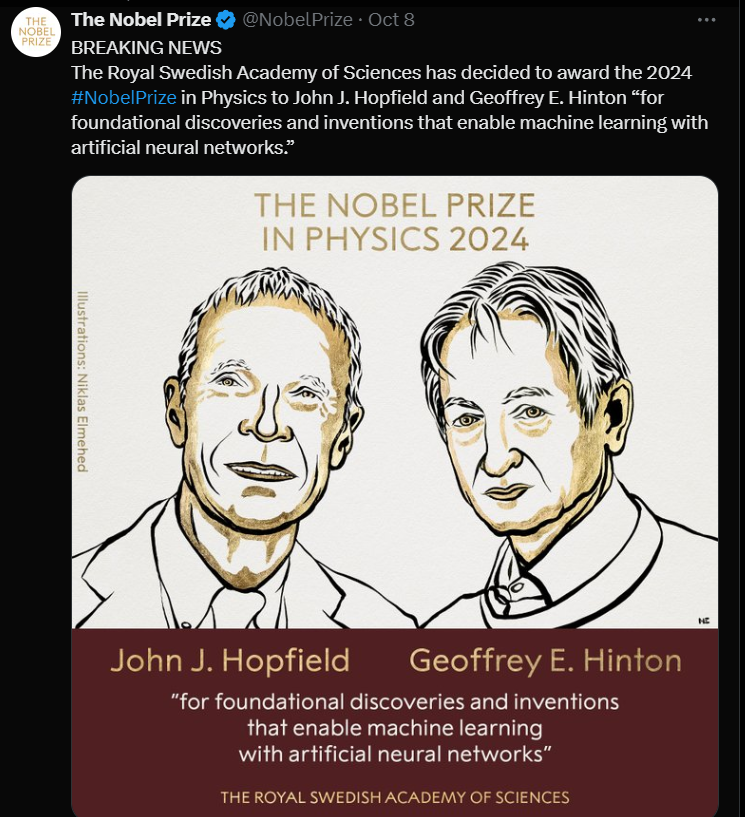 THE
NOBEL
PRIZE
The Nobel Prize @NobelPrize · Oct 8
BREAKING NEWS
The Royal Swedish Academy of Sciences has decided to award the 2024
#NobelPrize in Physics to John J. Hopfield and Geoffrey E. Hinton “for
foundational discoveries and inventions that enable machine learning with
artificial neural networks.”
THE NOBEL PRIZE
IN PHYSICS 2024
Illustrations: Niklas Elmehed
NE
John J. Hopfield
Geoffrey E. Hinton
“for foundational discoveries and inventions
that enable machine learning
with artificial neural networks”
THE ROYAL SWEDISH ACADEMY OF SCIENCES